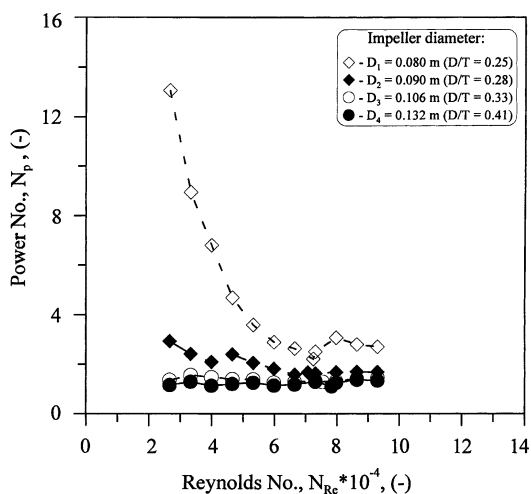 16
12
8
4
0
Power No., Np, (-)
Impeller diameter:
- D1 = 0.080 m (D/T = 0.25)
- D2 = 0.090 m (D/T = 0.28)
- D3 = 0.106 m (D/T = 0.33)
- D4 = 0.132 m (D/T = 0.41)
0 2 4 6 8 10 12 14
Reynolds No., NRe*10-4, (-)